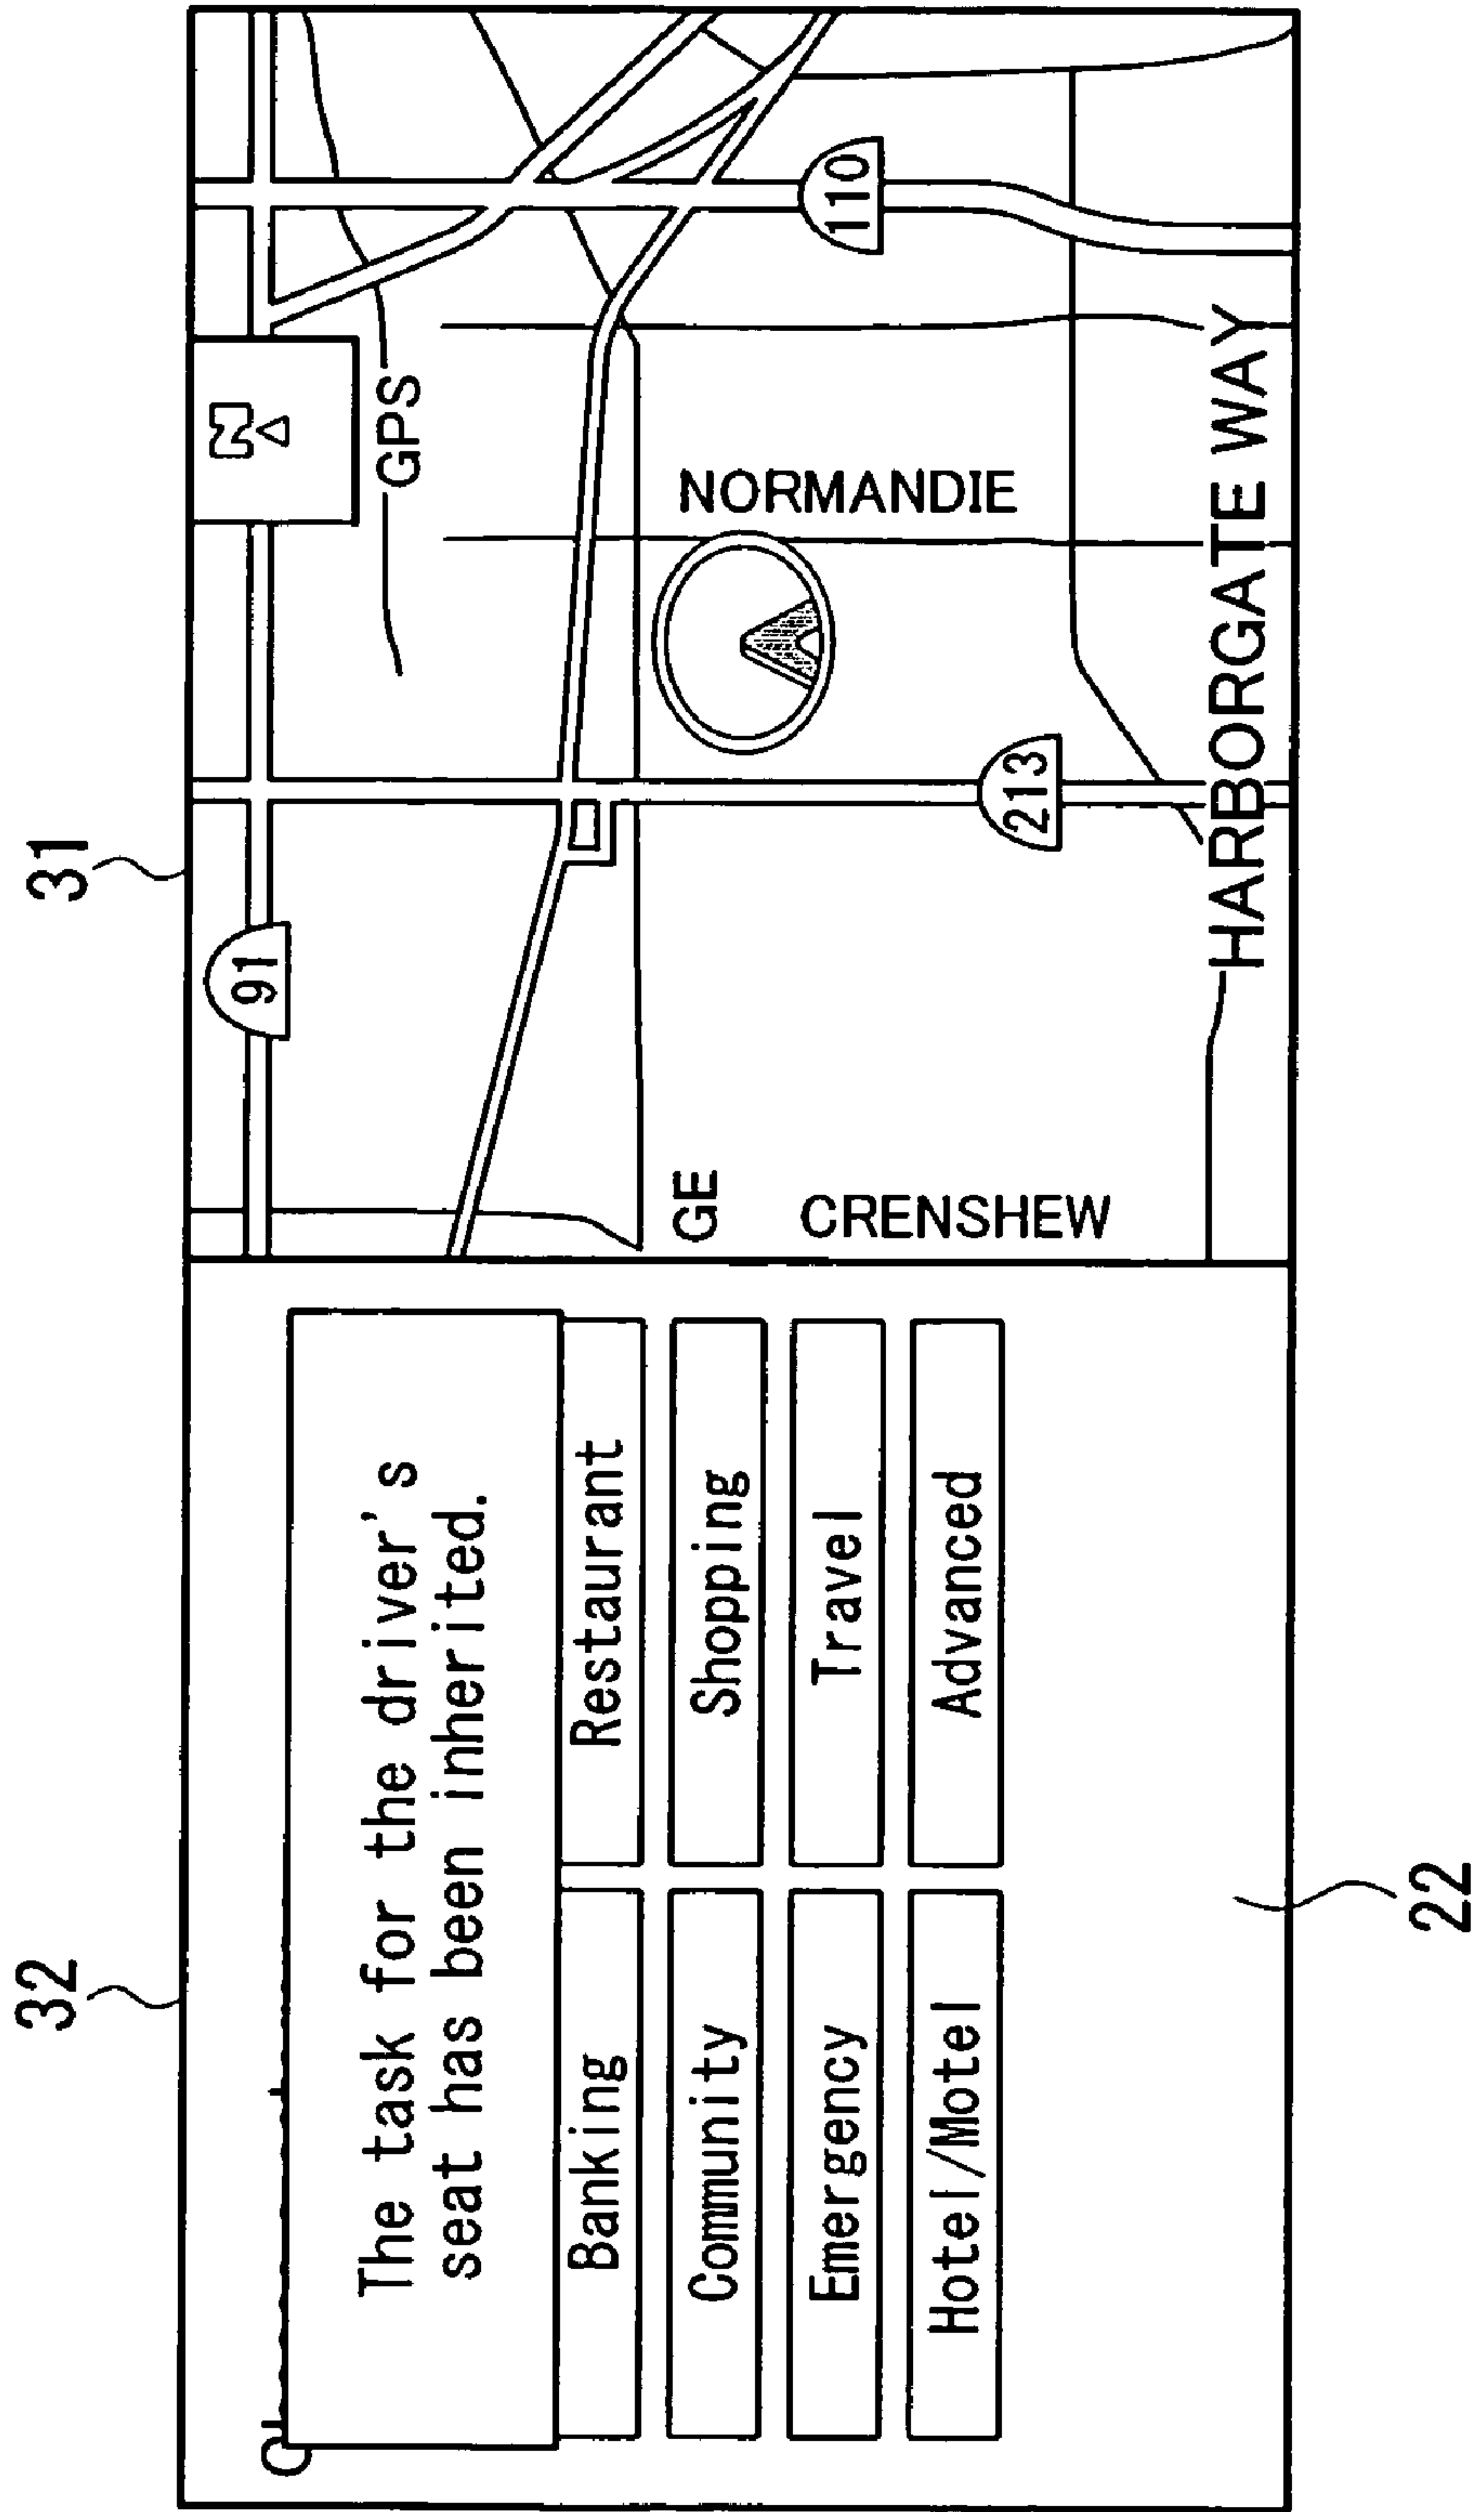 32
31
The task for the driver's
seat has been inherited.
Banking
Restaurant
Community
Shopping
Emergency
Travel
Hotel/Motel
Advanced
22
91
N
GPS
GE
CRENSHEW
NORMANDIE
213
110
HARBORGATE WAY